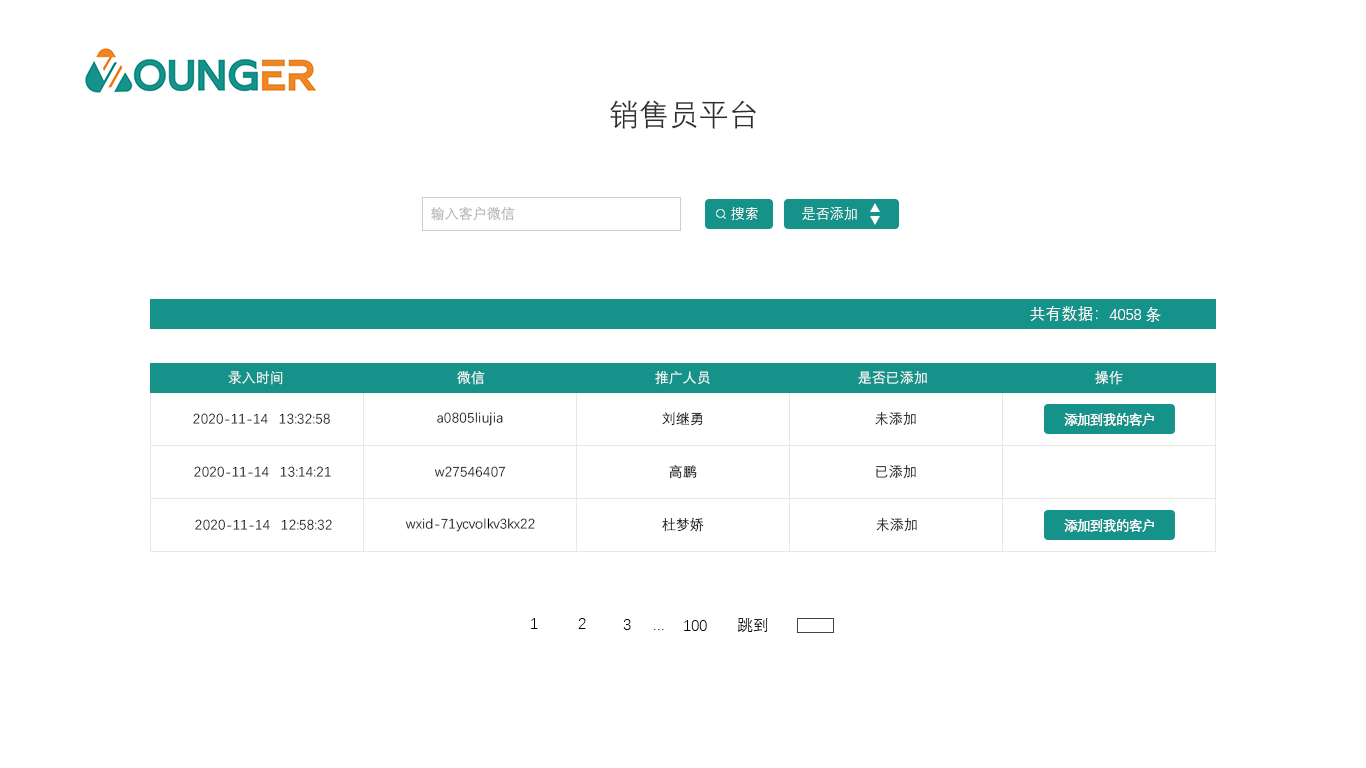 YOUNGER
销售员平台
输入客户微信 搜索 是否添加
共有数据：4058 条
录入时间 微信 推广人员 是否已添加 操作
2020-11-14 13:32:58 a0805liujia 刘继勇 未添加 添加到我的客户
2020-11-14 13:14:21 w27546407 高鹏 已添加
2020-11-14 12:58:32 wxid-71ycvolkv3kx22 杜梦娇 未添加 添加到我的客户
1 2 3 ... 100 跳到